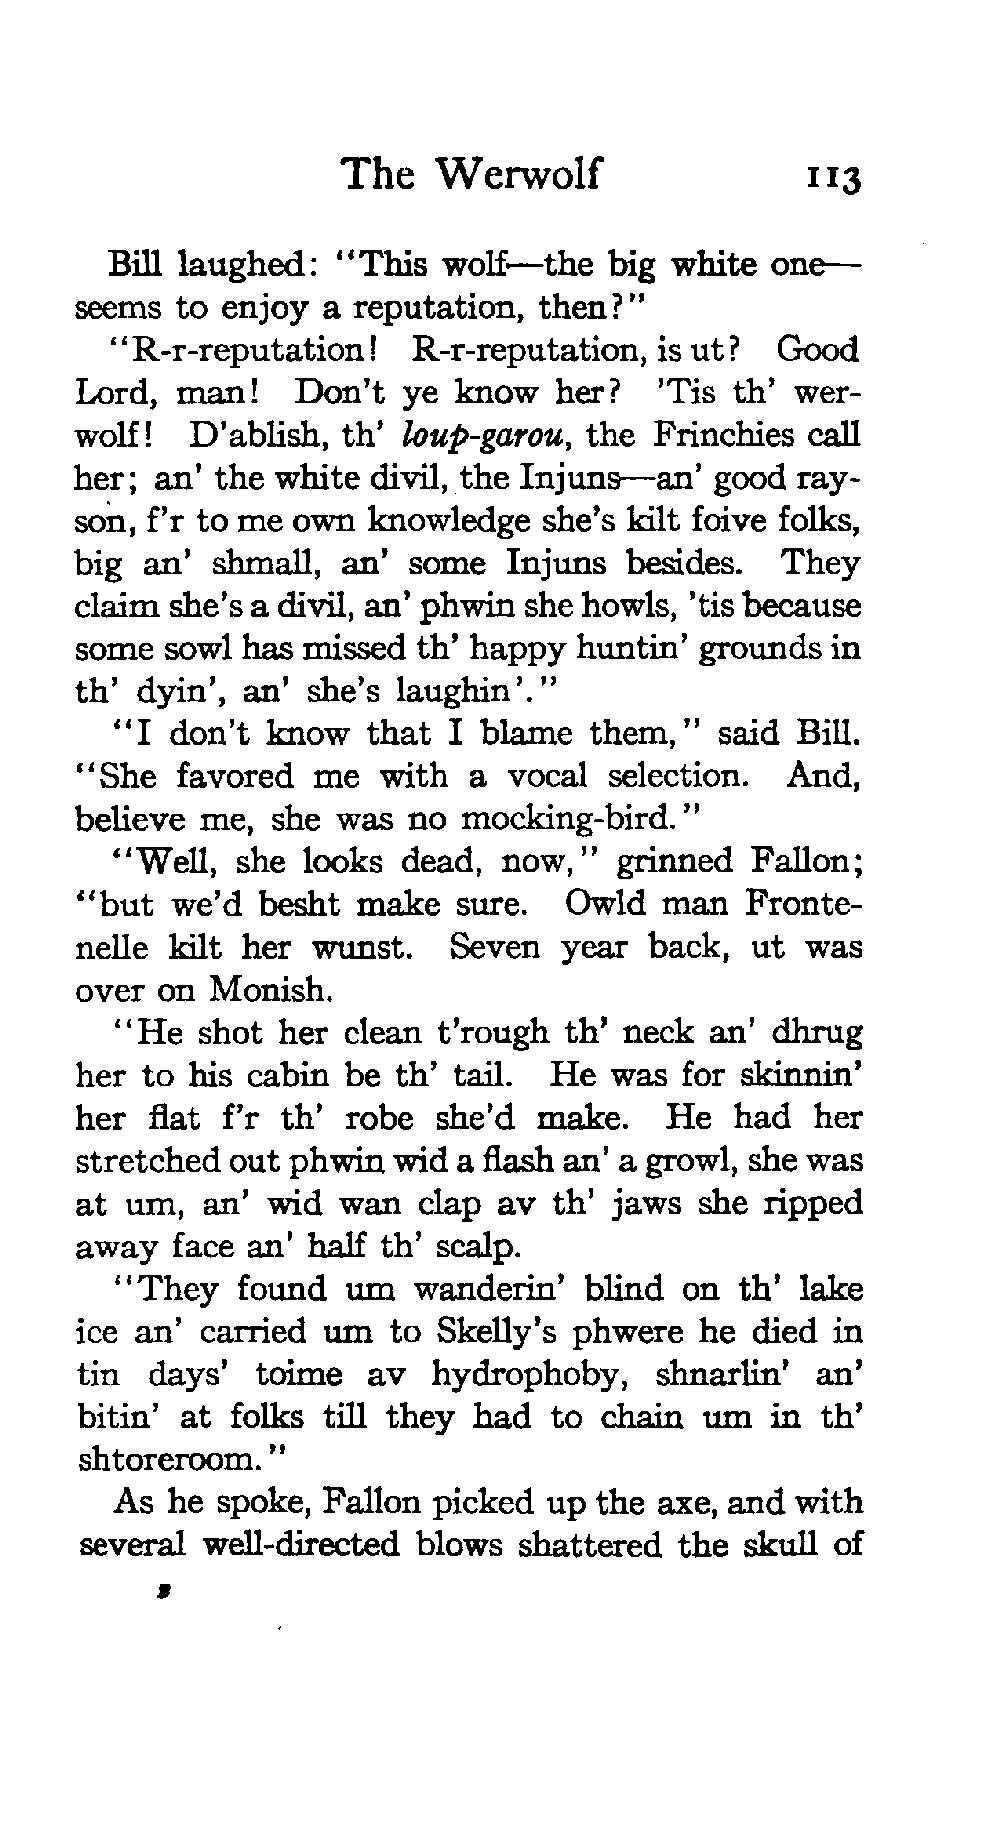 The Werwolf 113
Bill laughed: "This wolf—the big white one—
seems to enjoy a reputation, then?"
"R-r-reputation! R-r-reputation, is ut? Good
Lord, man! Don't ye know her? 'Tis th' wer-
wolf! D'ablish, th' loup-garou, the Frinchies call
her; an' the white divil, the Injuns—an' good ray-
son, f'r to me own knowledge she's kilt foive folks,
big an' shmall, an' some Injuns besides. They
claim she's a divil, an' phwin she howls, 'tis because
some sowl has missed th' happy huntin' grounds in
th' dyin', an' she's laughin'."
"I don't know that I blame them," said Bill.
"She favored me with a vocal selection. And,
believe me, she was no mocking-bird."
"Well, she looks dead, now," grinned Fallon;
"but we'd besht make sure. Owld man Fronte-
nelle kilt her wunst. Seven year back, ut was
over on Monish.
"He shot her clean t'rough th' neck an' dhrug
her to his cabin be th' tail. He was for skinnin'
her flat f'r th' robe she'd make. He had her
stretched out phwin wid a flash an' a growl, she was
at um, an' wid wan clap av th' jaws she ripped
away face an' half th' scalp.
"They found um wanderin' blind on th' lake
ice an' carried um to Skelly's phwere he died in
tin days' toime av hydrophoby, shnarlin' an'
bitin' at folks till they had to chain um in th'
shtoreroom."
As he spoke, Fallon picked up the axe, and with
several well-directed blows shattered the skull of